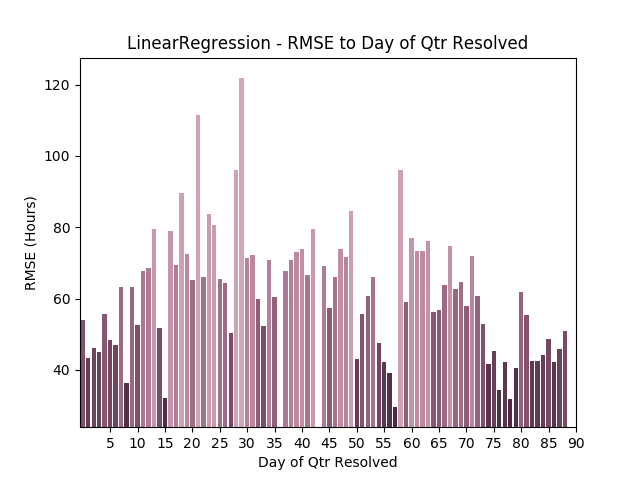 LinearRegression - RMSE to Day of Qtr Resolved
120
100
80
60
40
RMSE (Hours)
5 10 15 20 25 30 35 40 45 50 55 60 65 70 75 80 85 90
Day of Qtr Resolved